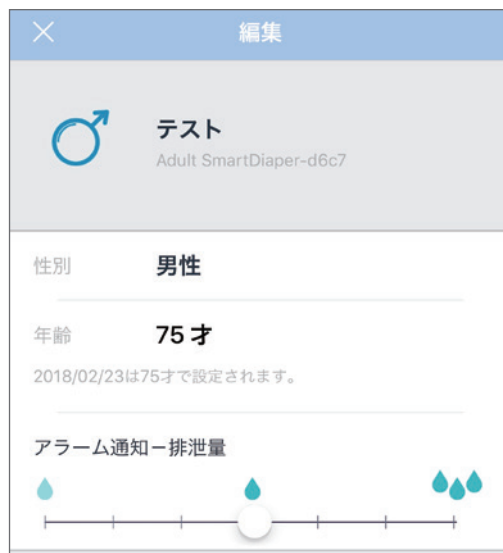 編集
テスト
Adult SmartDiaper-d6c7
性別 男性
年齢 75 才
2018/02/23は75才で設定されます。
アラーム通知ー排泄量